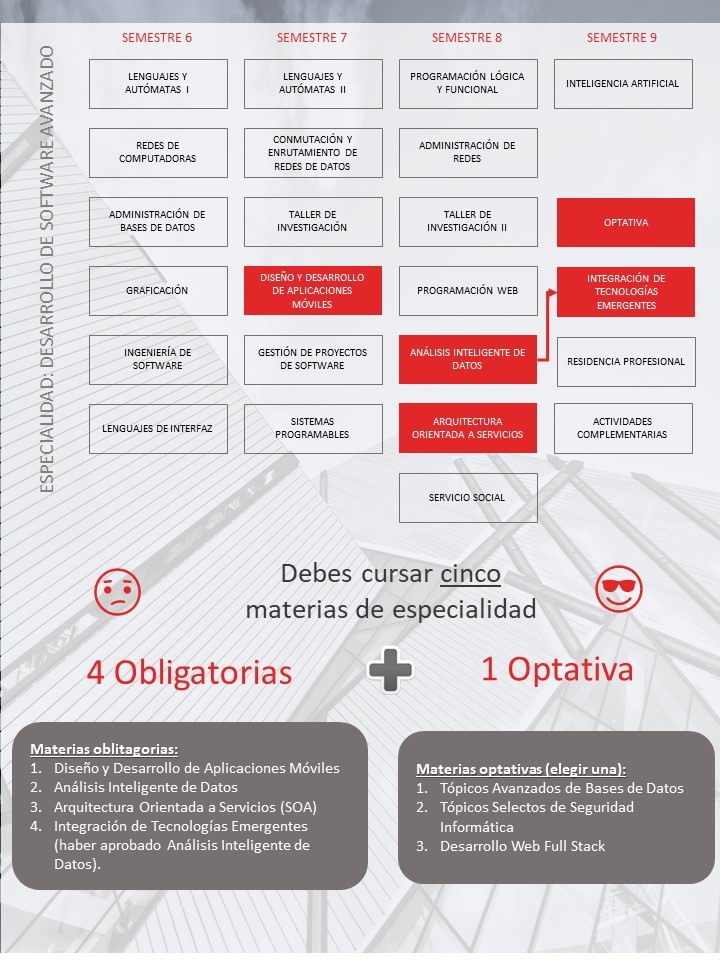 ESPECIALIDAD: DESARROLLO DE SOFTWARE AVANZADO
SEMESTRE 6
SEMESTRE 7
SEMESTRE 8
SEMESTRE 9
LENGUAJES Y
AUTÓMATAS I
LENGUAJES Y
AUTÓMATAS II
PROGRAMACIÓN LÓGICA
Y FUNCIONAL
INTELIGENCIA ARTIFICIAL
REDES DE
COMPUTADORAS
CONMUTACIÓN Y
ENRUTAMIENTO DE
REDES DE DATOS
ADMINISTRACIÓN DE
REDES
ADMINISTRACIÓN DE
BASES DE DATOS
TALLER DE
INVESTIGACIÓN
TALLER DE
INVESTIGACIÓN II
OPTATIVA
GRAFICACIÓN
DISEÑO Y DESARROLLO
DE APLICACIONES
MÓVILES
PROGRAMACIÓN WEB
INTEGRACIÓN DE
TECNOLOGÍAS
EMERGENTES
INGENIERÍA DE
SOFTWARE
GESTIÓN DE PROYECTOS
DE SOFTWARE
ANÁLISIS INTELIGENTE DE
DATOS
RESIDENCIA PROFESIONAL
LENGUAJES DE INTERFAZ
SISTEMAS
PROGRAMABLES
ARQUITECTURA
ORIENTADA A SERVICIOS
ACTIVIDADES
COMPLEMENTARIAS
SERVICIO SOCIAL
Debes cursar cinco
materias de especialidad
4 Obligatorias
1 Optativa
Materias oblitagorias:
1. Diseño y Desarrollo de Aplicaciones Móviles
2. Análisis Inteligente de Datos
3. Arquitectura Orientada a Servicios (SOA)
4. Integración de Tecnologías Emergentes
(haber aprobado Análisis Inteligente de
Datos).
Materias optativas (elegir una):
1. Tópicos Avanzados de Bases de Datos
2. Tópicos Selectos de Seguridad
Informática
3. Desarrollo Web Full Stack